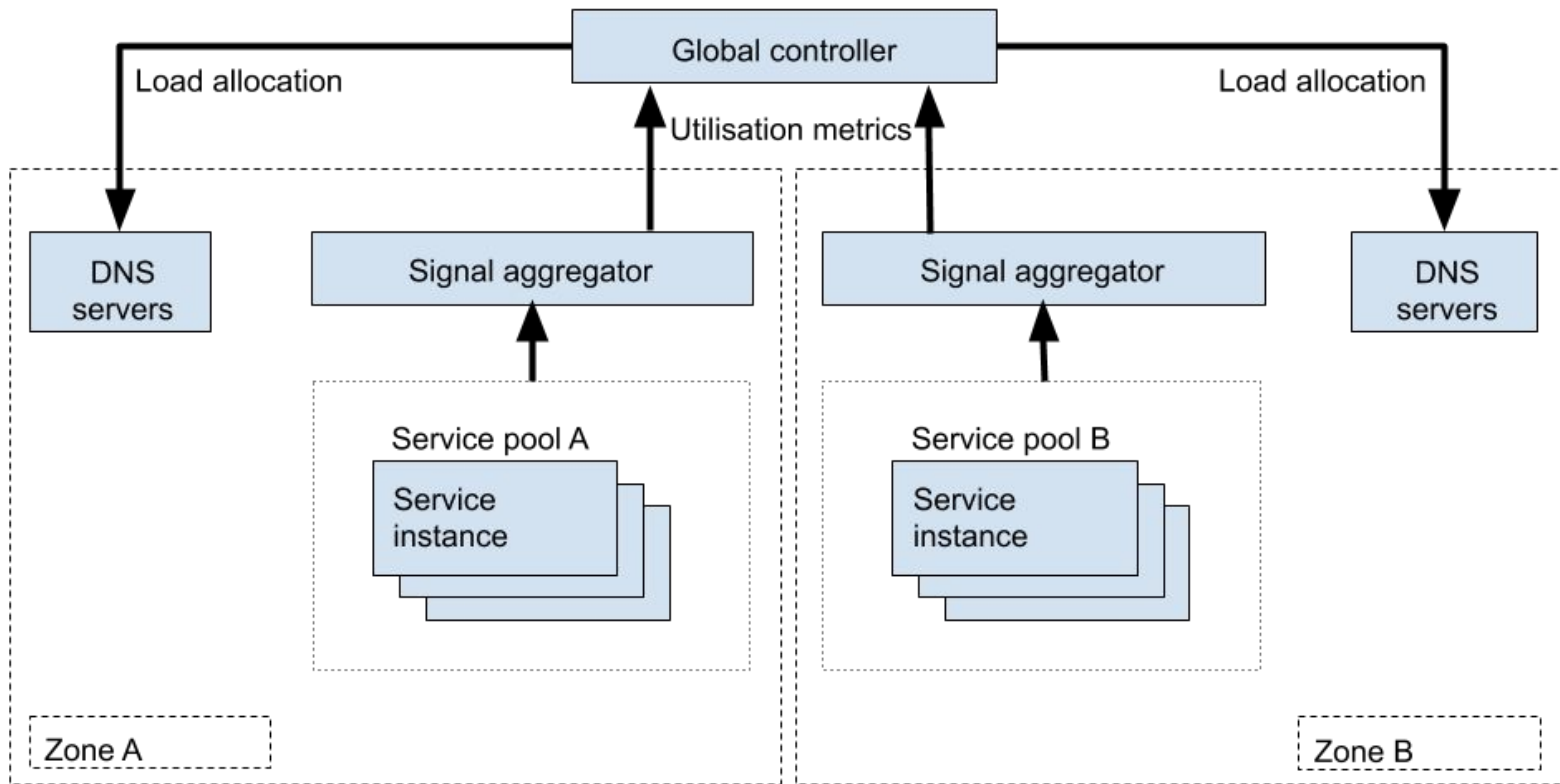 Global controller
Load allocation
Load allocation
Utilisation metrics
DNS
servers
Signal aggregator
Signal aggregator
DNS
servers
Service pool A
Service
instance
Service pool B
Service
instance
Zone A
Zone B